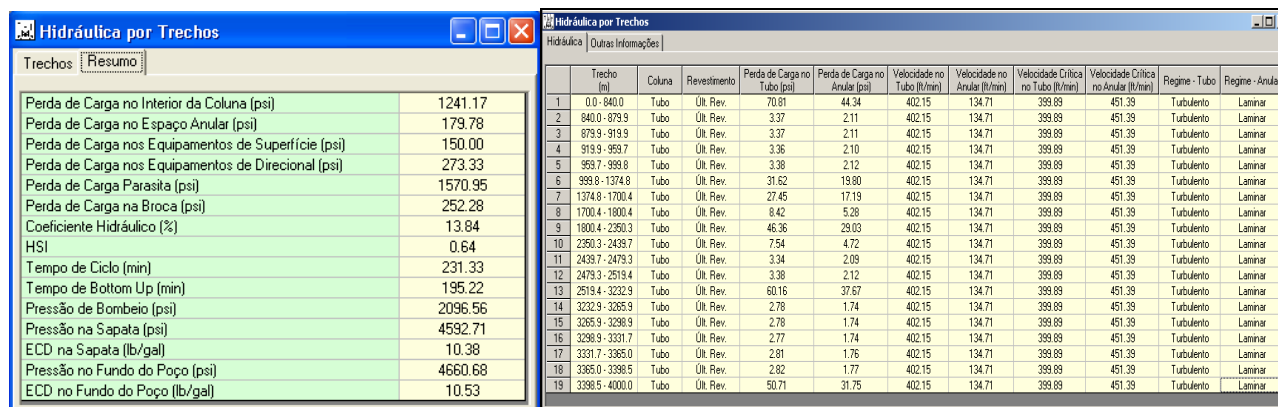 Hidráulica por Trechos
Trechos Resumo
Perda de Carga no Interior da Coluna (psi) 1241.17
Perda de Carga no Espaço Anular (psi) 179.78
Perda de Carga nos Equipamentos de Superfície (psi) 150.00
Perda de Carga nos Equipamentos de Direcional (psi) 273.33
Perda de Carga Parasita (psi) 1570.95
Perda de Carga na Broca (psi) 252.28
Coeficiente Hidráulico (%) 13.84
HSI 0.64
Tempo de Ciclo (min) 231.33
Tempo de Bottom Up (min) 195.22
Pressão de Bombeio (psi) 2096.56
Pressão na Sapata (psi) 4592.71
ECD na Sapata (lb/gal) 10.38
Pressão no Fundo do Poço (psi) 4660.68
ECD no Fundo do Poço (lb/gal) 10.53
Hidráulica por Trechos
Hidráulica Outras Informações
Trecho (m) Coluna Revestimento Perda de Carga no Tubo (psi) Perda de Carga no Anular (psi) Velocidade no Tubo (ft/min) Velocidade no Anular (ft/min) Velocidade Crítica no Tubo (ft/min) Velocidade Crítica no Anular (ft/min) Regime - Tubo Regime - Anula
1 0.0 - 840.0 Tubo Últ. Rev. 70.81 44.34 402.15 134.71 399.89 451.39 Turbulento Laminar
2 840.0 - 879.9 Tubo Últ. Rev. 3.37 2.11 402.15 134.71 399.89 451.39 Turbulento Laminar
3 879.9 - 919.9 Tubo Últ. Rev. 3.37 2.11 402.15 134.71 399.89 451.39 Turbulento Laminar
4 919.9 - 959.7 Tubo Últ. Rev. 3.36 2.10 402.15 134.71 399.89 451.39 Turbulento Laminar
5 959.7 - 999.8 Tubo Últ. Rev. 3.38 2.12 402.15 134.71 399.89 451.39 Turbulento Laminar
6 999.8 - 1374.8 Tubo Últ. Rev. 31.62 19.80 402.15 134.71 399.89 451.39 Turbulento Laminar
7 1374.8 - 1700.4 Tubo Últ. Rev. 27.45 17.19 402.15 134.71 399.89 451.39 Turbulento Laminar
8 1700.4 - 1800.4 Tubo Últ. Rev. 8.42 5.28 402.15 134.71 399.89 451.39 Turbulento Laminar
9 1800.4 - 2350.3 Tubo Últ. Rev. 46.36 29.03 402.15 134.71 399.89 451.39 Turbulento Laminar
10 2350.3 - 2439.7 Tubo Últ. Rev. 7.54 4.72 402.15 134.71 399.89 451.39 Turbulento Laminar
11 2439.7 - 2479.3 Tubo Últ. Rev. 3.34 2.09 402.15 134.71 399.89 451.39 Turbulento Laminar
12 2479.3 - 2519.4 Tubo Últ. Rev. 3.38 2.12 402.15 134.71 399.89 451.39 Turbulento Laminar
13 2519.4 - 3232.9 Tubo Últ. Rev. 60.16 37.67 402.15 134.71 399.89 451.39 Turbulento Laminar
14 3232.9 - 3265.9 Tubo Últ. Rev. 2.78 1.74 402.15 134.71 399.89 451.39 Turbulento Laminar
15 3265.9 - 3298.9 Tubo Últ. Rev. 2.78 1.74 402.15 134.71 399.89 451.39 Turbulento Laminar
16 3298.9 - 3331.7 Tubo Últ. Rev. 2.77 1.74 402.15 134.71 399.89 451.39 Turbulento Laminar
17 3331.7 - 3365.0 Tubo Últ. Rev. 2.81 1.76 402.15 134.71 399.89 451.39 Turbulento Laminar
18 3365.0 - 3398.5 Tubo Últ. Rev. 2.82 1.77 402.15 134.71 399.89 451.39 Turbulento Laminar
19 3398.5 - 4000.0 Tubo Últ. Rev. 50.71 31.75 402.15 134.71 399.89 451.39 Turbulento Laminar